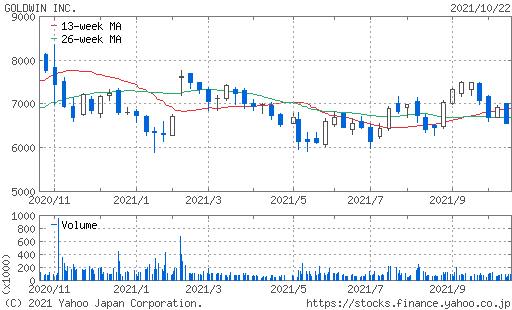 GOLDWIN INC. 2021/10/22
9000
13-week MA
26-week MA
8000
7000
6000
5000
2020/11 2021/1 2021/3 2021/5 2021/7 2021/9
1000
Volume
800
600
400
200
0
(x1000)
2020/11 2021/1 2021/3 2021/5 2021/7 2021/9
(C) 2021 Yahoo Japan Corporation. https://stocks.finance.yahoo.co.jp/